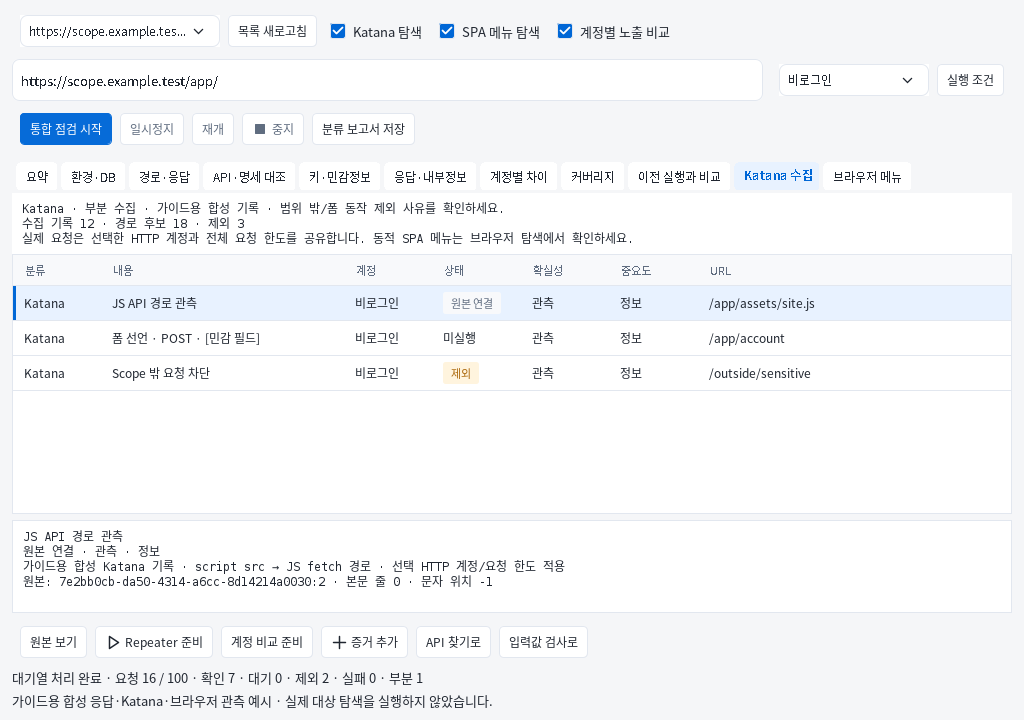 https://scope.example.tes... 목록 새로고침 Katana 탐색 SPA 메뉴 탐색 계정별 노출 비교
https://scope.example.test/app/ 비로그인 실행 조건
통합 점검 시작 일시정지 재개 중지 분류 보고서 저장
요약 환경·DB 경로·응답 API·명세 대조 키·민감정보 응답·내부정보 계정별 차이 커버리지 이전 실행과 비교 Katana 수집 브라우저 메뉴
Katana · 부분 수집 · 가이드용 합성 기록 · 범위 밖/폼 동작 제외 사유를 확인하세요.
수집 기록 12 · 경로 후보 18 · 제외 3
실제 요청은 선택한 HTTP 계정과 전체 요청 한도를 공유합니다. 동적 SPA 메뉴는 브라우저 탐색에서 확인하세요.
분류 내용 계정 상태 확실성 중요도 URL
Katana JS API 경로 관측 비로그인 원본 연결 관측 정보 /app/assets/site.js
Katana 폼 선언 · POST · [민감 필드] 비로그인 미실행 관측 정보 /app/account
Katana Scope 밖 요청 차단 비로그인 제외 관측 정보 /outside/sensitive
JS API 경로 관측
원본 연결 · 관측 · 정보
가이드용 합성 Katana 기록 · script src → JS fetch 경로 · 선택 HTTP 계정/요청 한도 적용
원본: 7e2bb0cb-da50-4314-a6cc-8d14214a0030:2 · 본문 줄 0 · 문자 위치 -1
원본 보기 Repeater 준비 계정 비교 준비 증거 추가 API 찾기로 입력값 검사로
대기열 처리 완료 · 요청 16 / 100 · 확인 7 · 대기 0 · 제외 2 · 실패 0 · 부분 1
가이드용 합성 응답·Katana·브라우저 관측 예시 · 실제 대상 탐색을 실행하지 않았습니다.